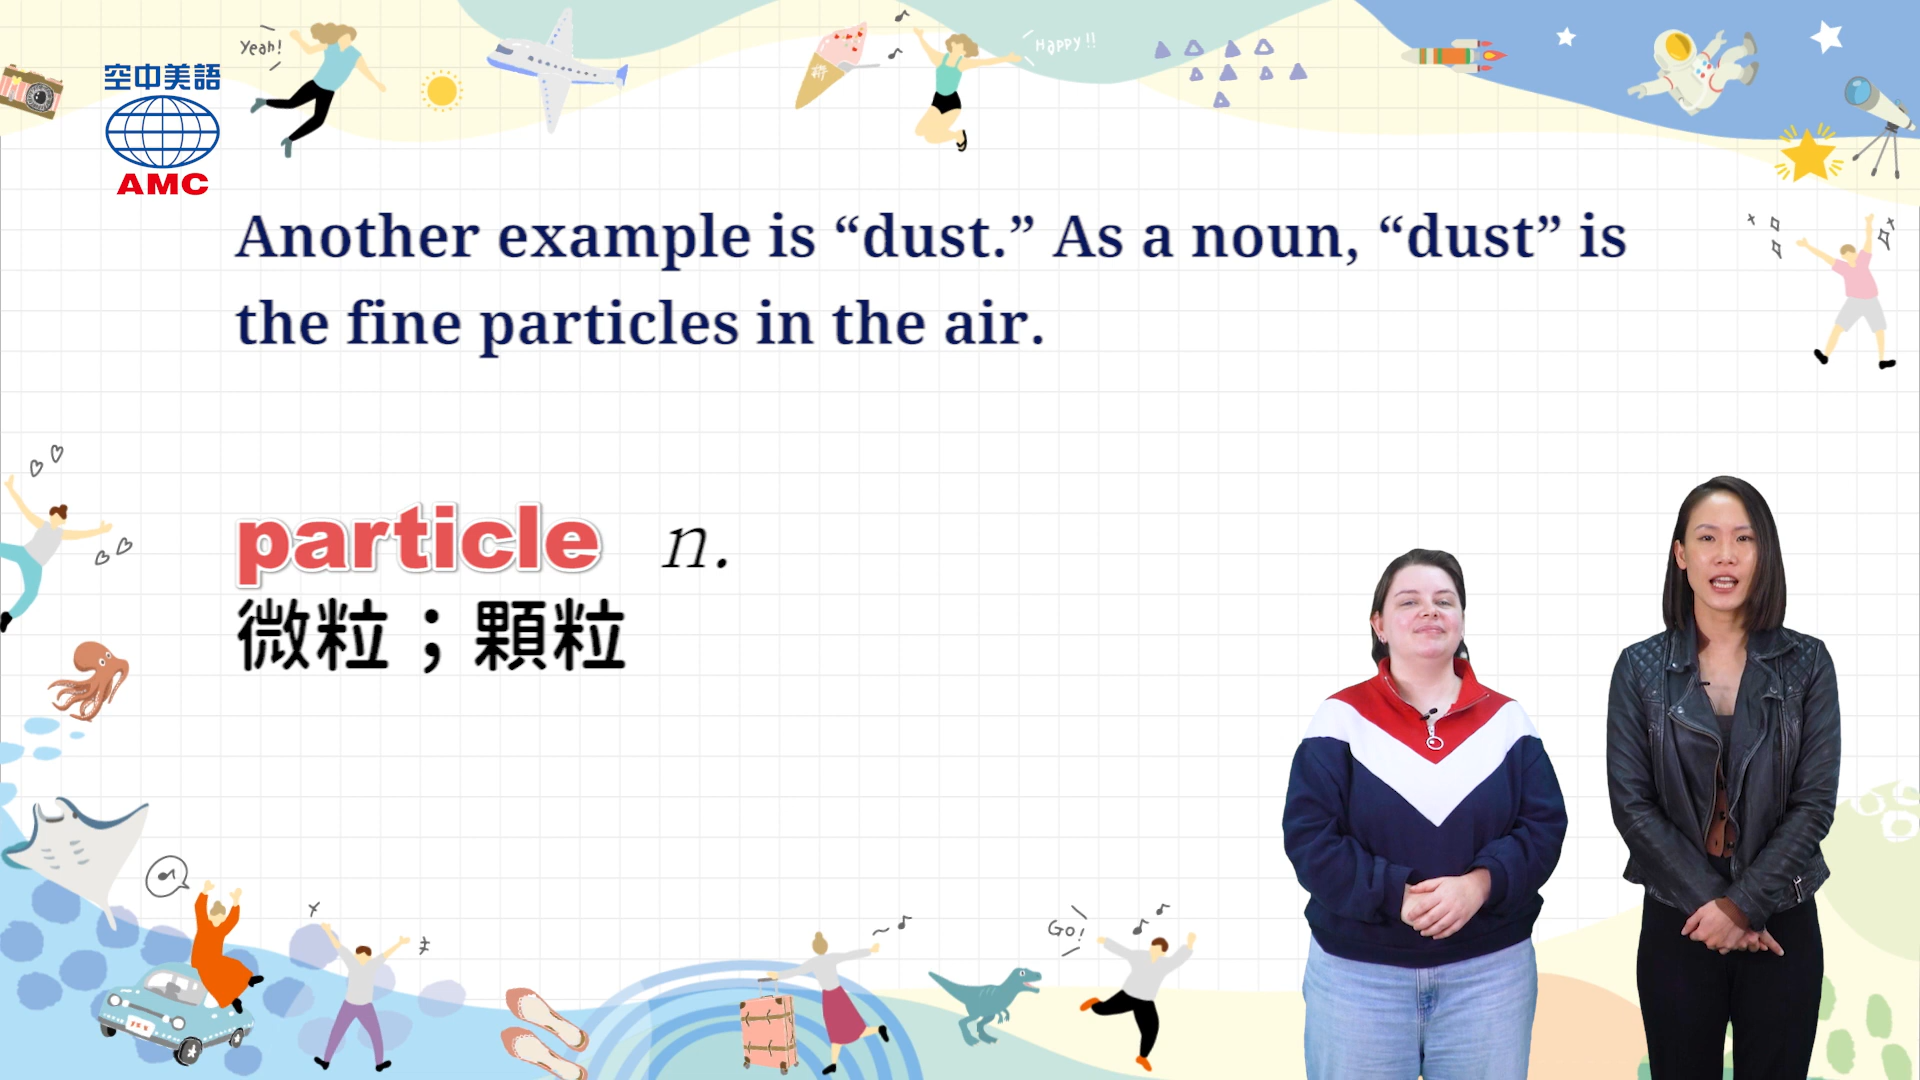 Yeah!
Happy!!
空中美語
AMC
Another example is “dust.” As a noun, “dust” is
the fine particles in the air.
particle n.
微粒；顆粒
Go!